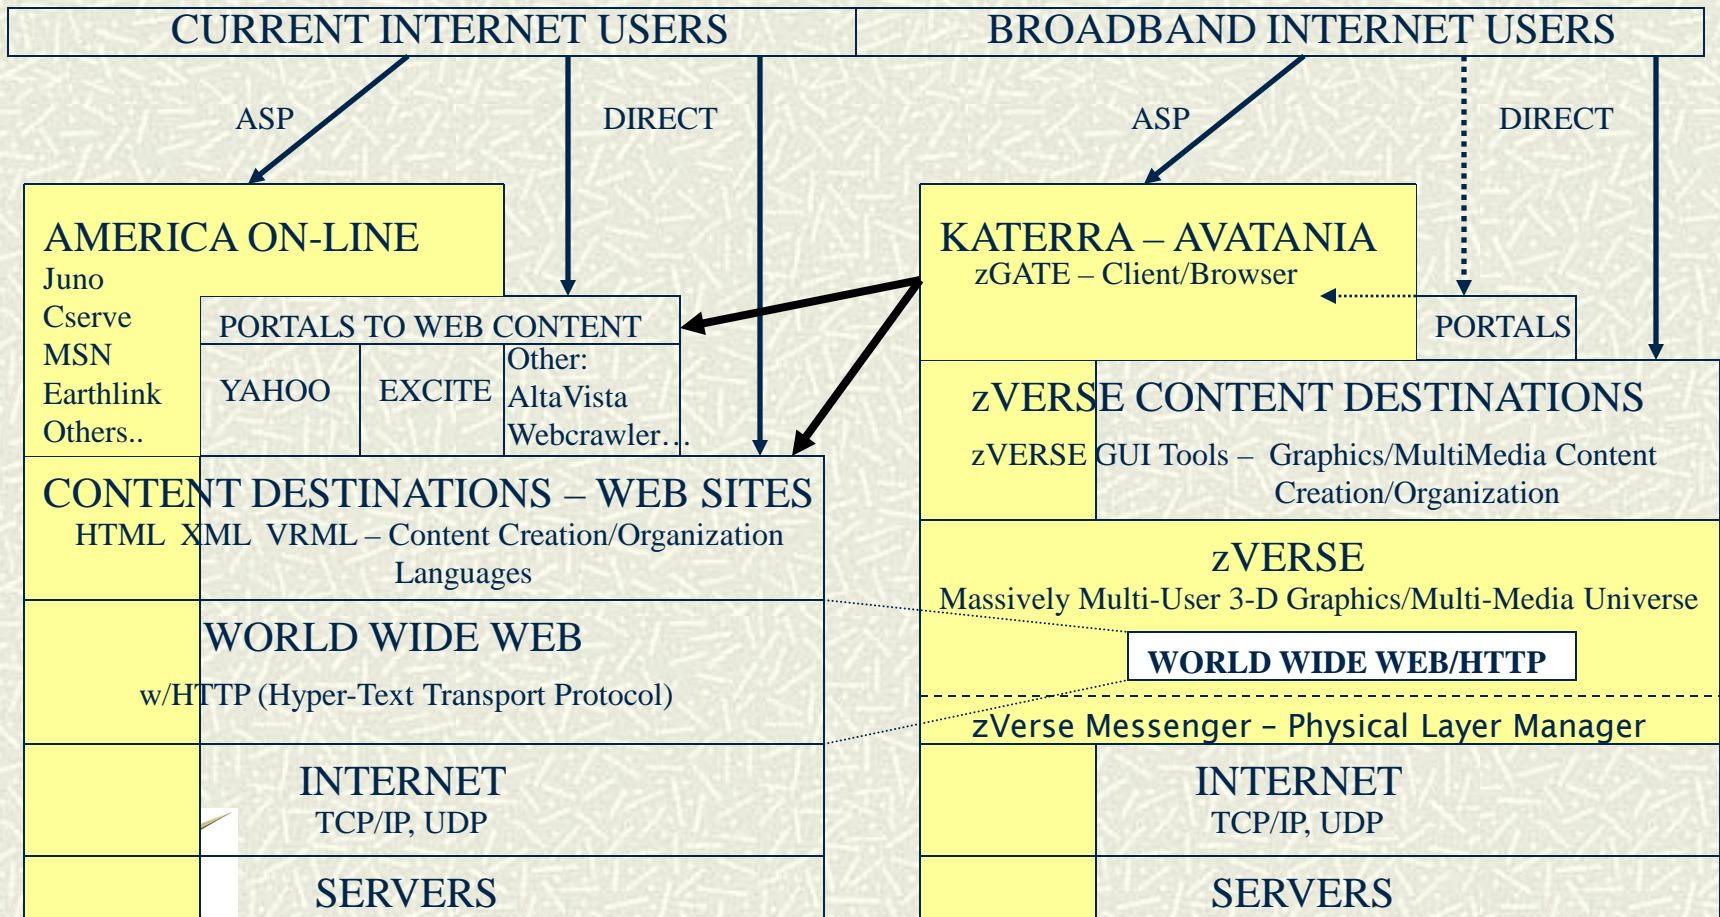 CURRENT INTERNET USERS
ASP
DIRECT
AMERICA ON-LINE
Juno
Cserve
MSN
Earthlink
Others..
PORTALS TO WEB CONTENT
YAHOO
EXCITE
Other:
AltaVista
Webcrawler…
CONTENT DESTINATIONS – WEB SITES
HTML XML VRML – Content Creation/Organization
Languages
WORLD WIDE WEB
w/HTTP (Hyper-Text Transport Protocol)
INTERNET
TCP/IP, UDP
SERVERS
BROADBAND INTERNET USERS
ASP
DIRECT
KATERRA – AVATANIA
zGATE – Client/Browser
PORTALS
zVERSE CONTENT DESTINATIONS
zVERSE GUI Tools – Graphics/MultiMedia Content
Creation/Organization
zVERSE
Massively Multi-User 3-D Graphics/Multi-Media Universe
WORLD WIDE WEB/HTTP
zVerse Messenger – Physical Layer Manager
INTERNET
TCP/IP, UDP
SERVERS